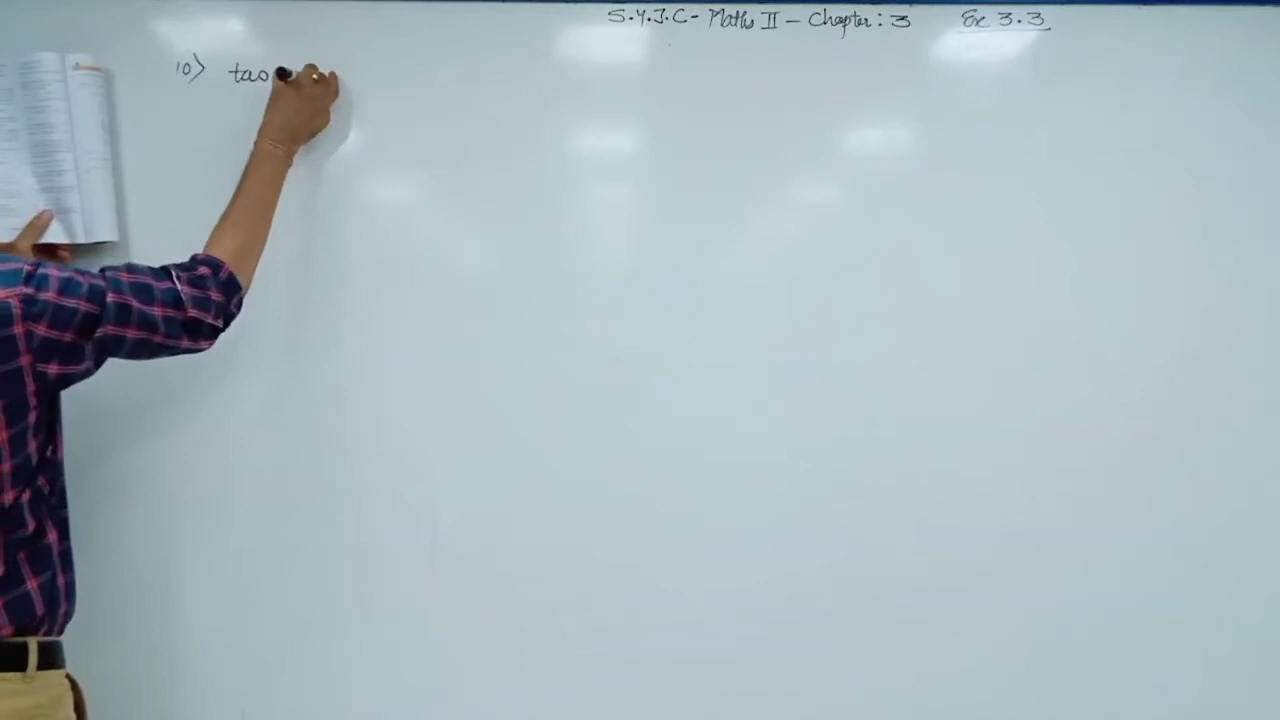 S.Y.J.C - Maths II - Chapter : 3 Ex 3.3
10) tan